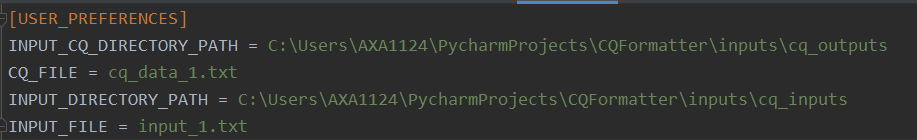 [USER_PREFERENCES]
INPUT_CQ_DIRECTORY_PATH = C:\Users\AXA1124\PycharmProjects\CQFormatter\inputs\cq_outputs
CQ_FILE = cq_data_1.txt
INPUT_DIRECTORY_PATH = C:\Users\AXA1124\PycharmProjects\CQFormatter\inputs\cq_inputs
INPUT_FILE = input_1.txt